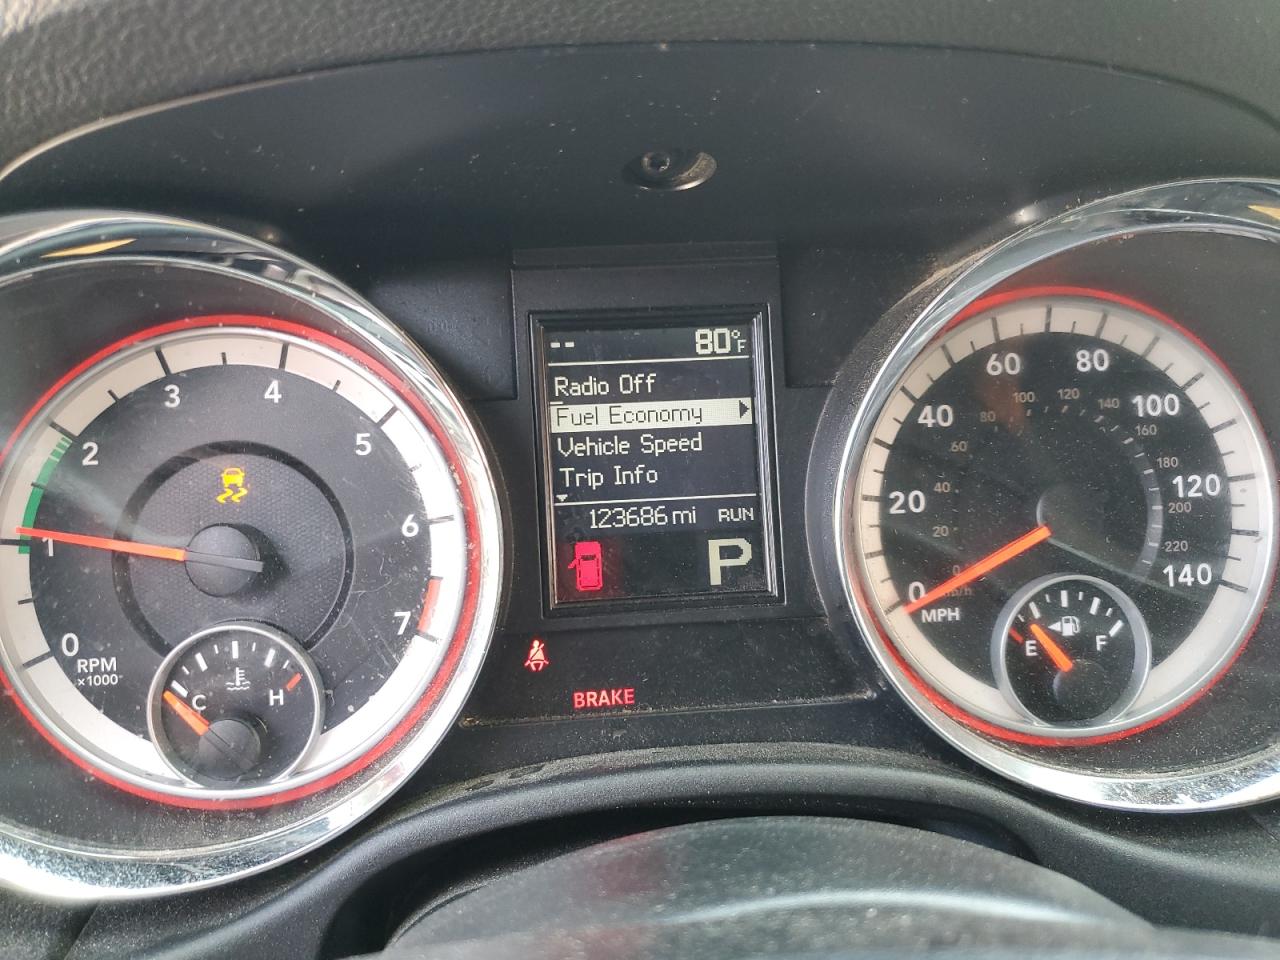 -- 80°F
Radio Off
Fuel Economy
Vehicle Speed
Trip Info
123686 mi RUN
P
BRAKE
0
1
2
3
4
5
6
7
RPM
x1000
C H
0
20
40
60
80
100
120
140
MPH
20
40
60
80
100
120
140
160
180
200
220
E F